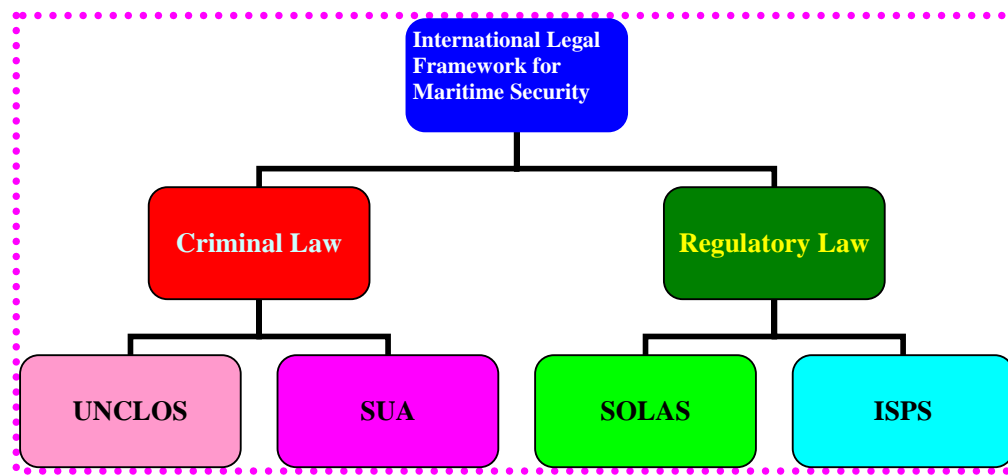 International Legal
Framework for
Maritime Security
Criminal Law
Regulatory Law
UNCLOS
SUA
SOLAS
ISPS